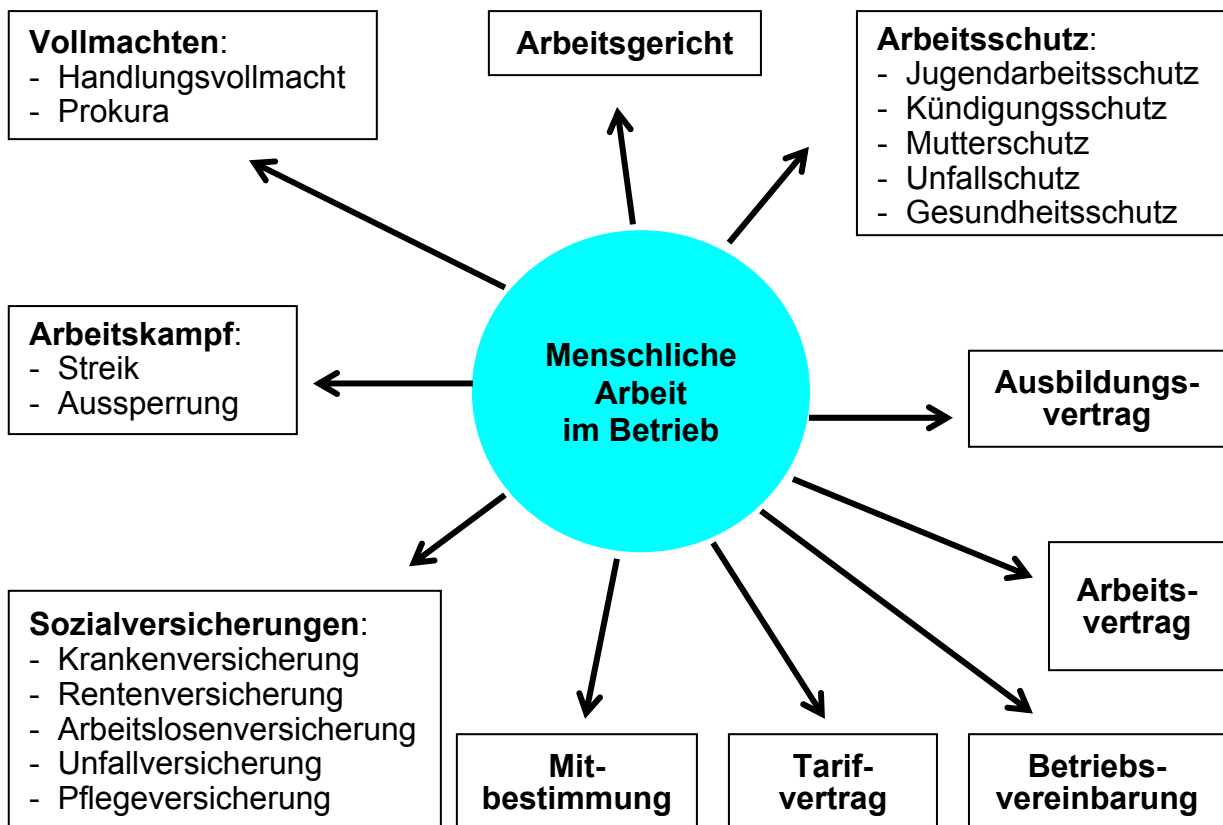 Vollmachten:
- Handlungsvollmacht
- Prokura
Arbeitsgericht
Arbeitsschutz:
- Jugendarbeitsschutz
- Kündigungsschutz
- Mutterschutz
- Unfallschutz
- Gesundheitsschutz
Arbeitskampf:
- Streik
- Aussperrung
Menschliche
Arbeit
im Betrieb
Ausbildungs-
vertrag
Arbeits-
vertrag
Sozialversicherungen:
- Krankenversicherung
- Rentenversicherung
- Arbeitslosenversicherung
- Unfallversicherung
- Pflegeversicherung
Mit-
bestimmung
Tarif-
vertrag
Betriebs-
vereinbarung